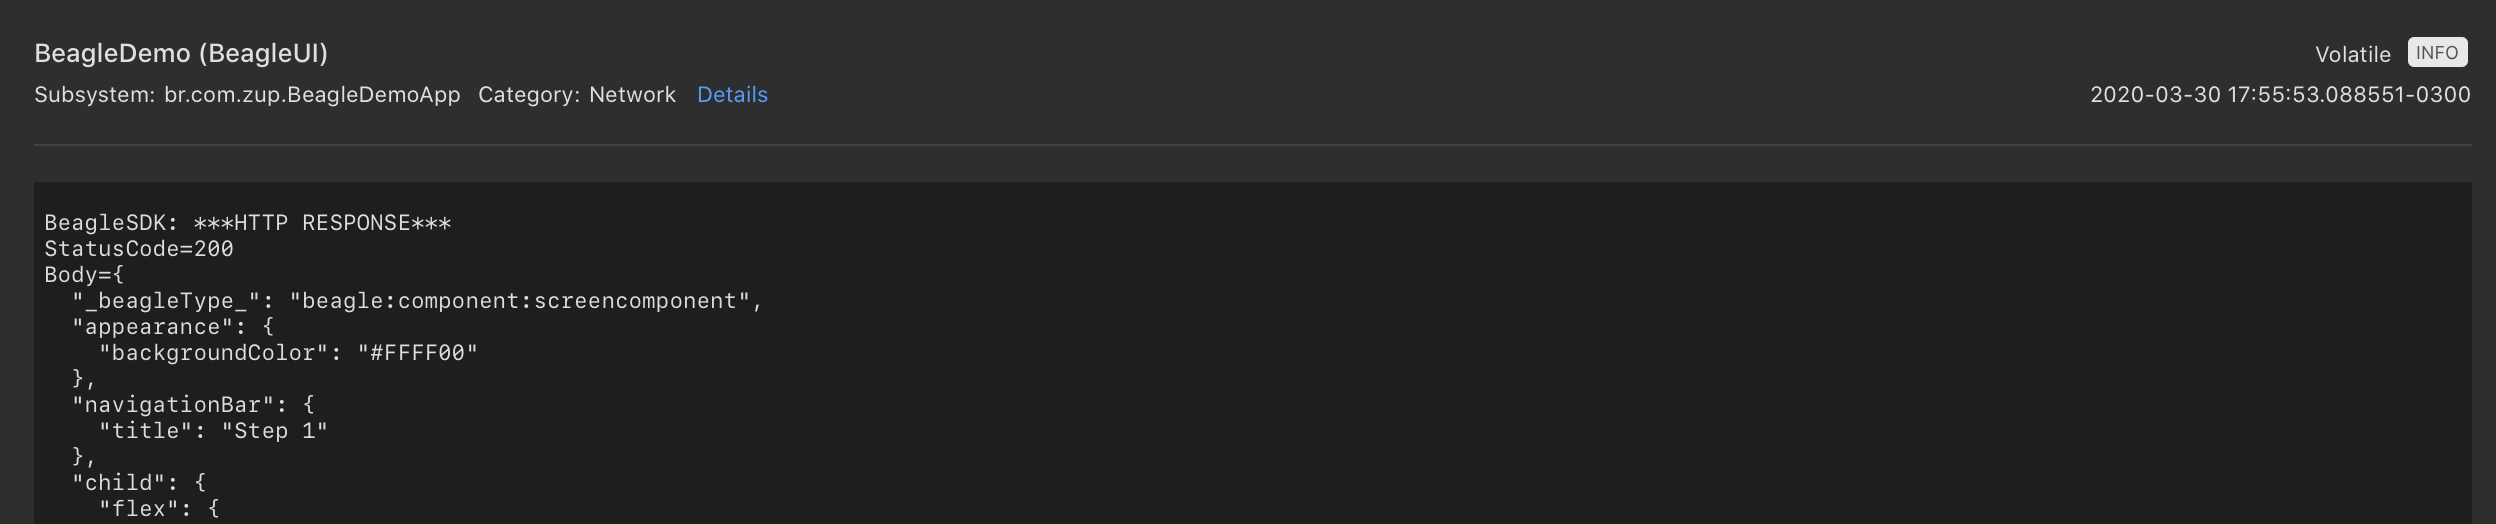 BeagleDemo (BeagleUI)
Volatile INFO
Subsystem: br.com.zup.BeagleDemoApp Category: Network Details
2020-03-30 17:55:53.088551-0300
BeagleSDK: ***HTTP RESPONSE***
StatusCode=200
Body={
  "_beagleType_": "beagle:component:screencomponent",
  "appearance": {
    "backgroundColor": "#FFFF00"
  },
  "navigationBar": {
    "title": "Step 1"
  },
  "child": {
    "flex": {